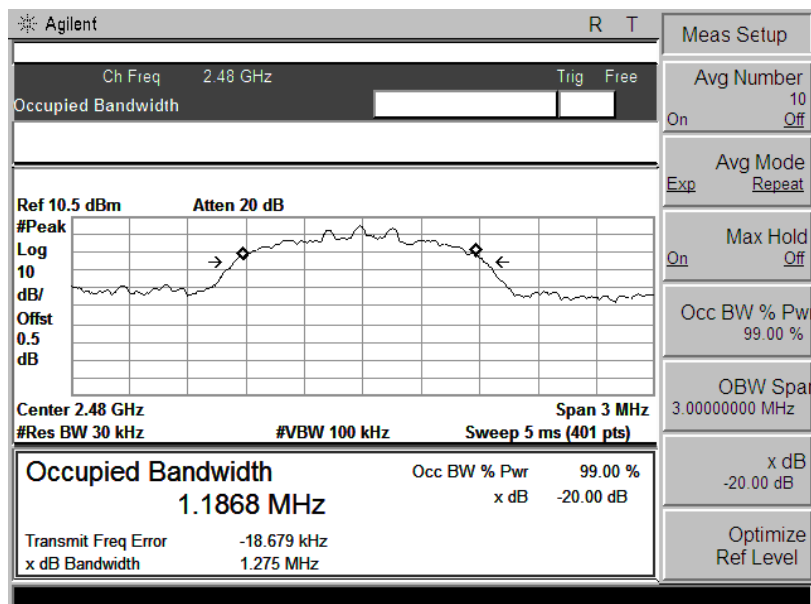 Agilent R T
Meas Setup
Ch Freq 2.48 GHz Trig Free
Occupied Bandwidth
Avg Number
10
On Off
Avg Mode
Exp Repeat
Max Hold
On Off
Occ BW % Pwr
99.00 %
OBW Span
3.00000000 MHz
x dB
-20.00 dB
Optimize
Ref Level
Ref 10.5 dBm Atten 20 dB
#Peak
Log
10
dB/
Offst
0.5
dB
Center 2.48 GHz Span 3 MHz
#Res BW 30 kHz #VBW 100 kHz Sweep 5 ms (401 pts)
Occupied Bandwidth Occ BW % Pwr 99.00 %
1.1868 MHz x dB -20.00 dB
Transmit Freq Error -18.679 kHz
x dB Bandwidth 1.275 MHz